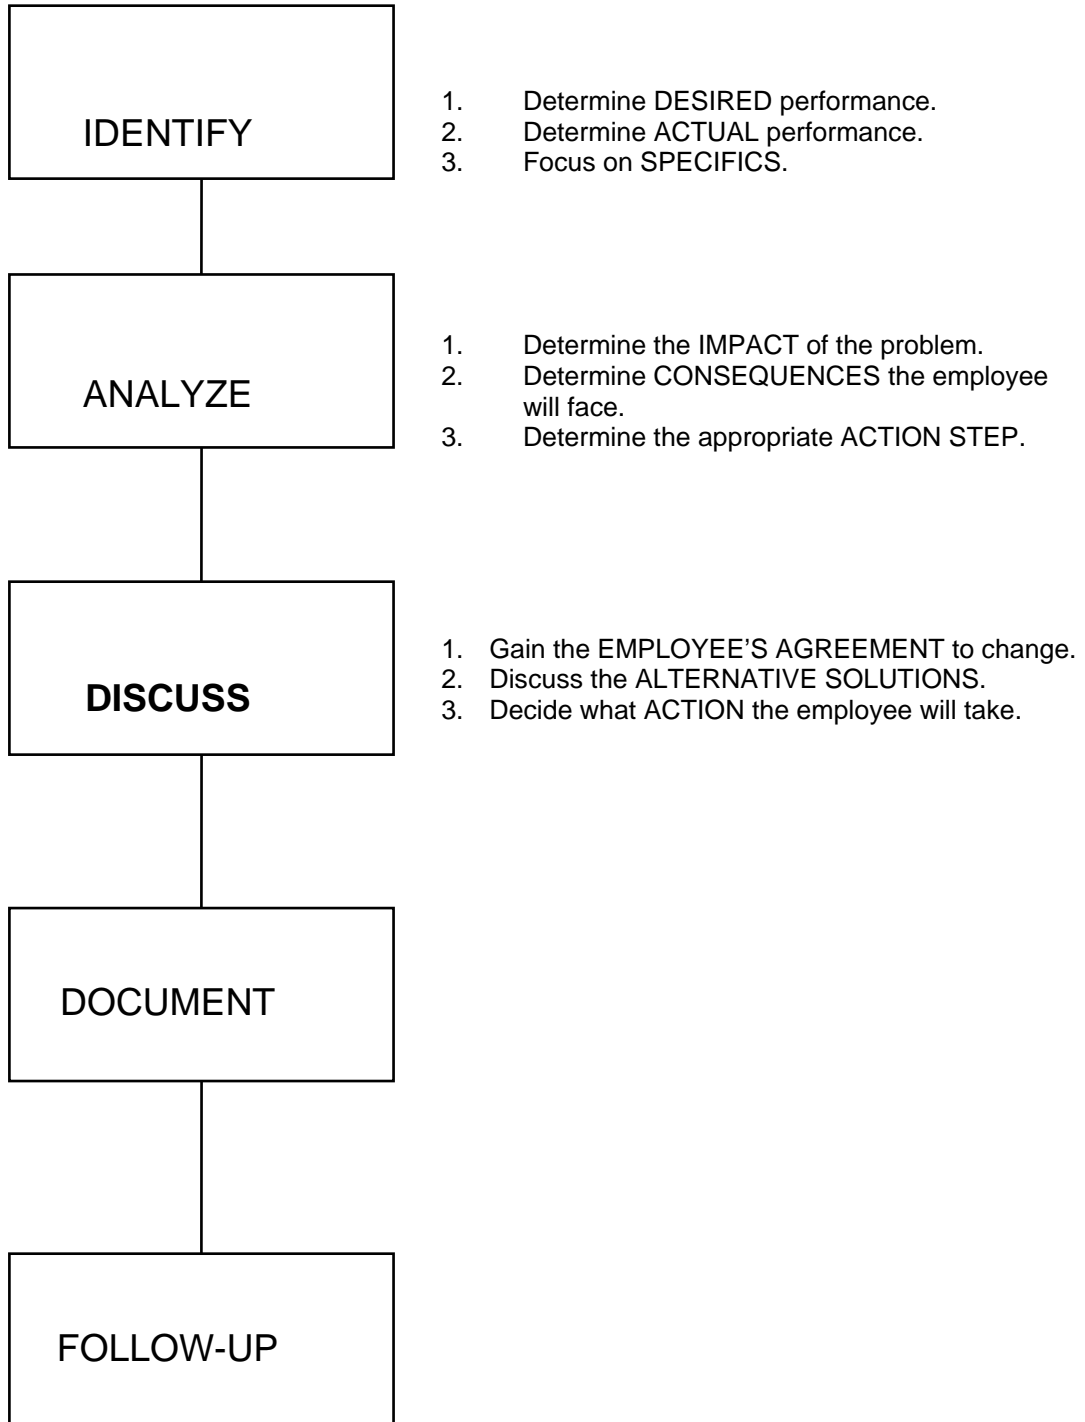 IDENTIFY
1. Determine DESIRED performance.
2. Determine ACTUAL performance.
3. Focus on SPECIFICS.
ANALYZE
1. Determine the IMPACT of the problem.
2. Determine CONSEQUENCES the employee
will face.
3. Determine the appropriate ACTION STEP.
DISCUSS
1. Gain the EMPLOYEE’S AGREEMENT to change.
2. Discuss the ALTERNATIVE SOLUTIONS.
3. Decide what ACTION the employee will take.
DOCUMENT
FOLLOW-UP